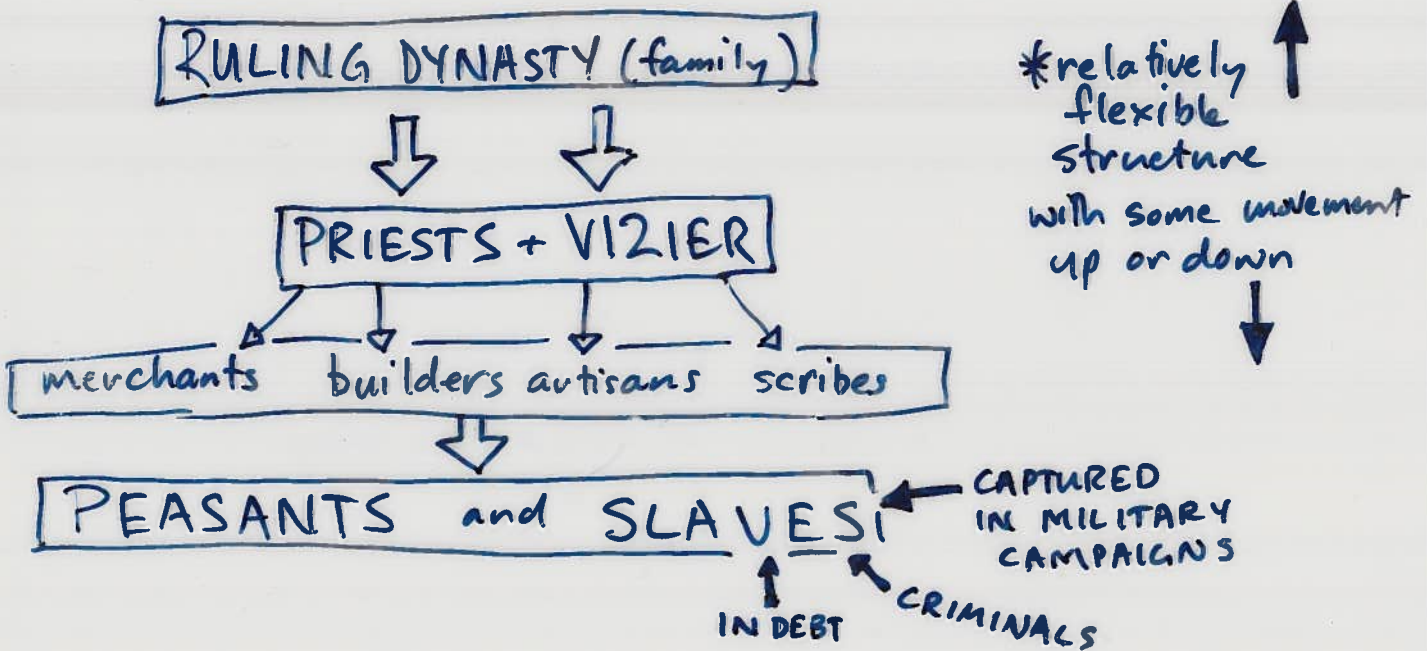 RULING DYNASTY (family)
*relatively
flexible
structure
with some movement
up or down
PRIESTS + VIZIER
merchants builders artisans scribes
PEASANTS and SLAVES
CAPTURED
IN MILITARY
CAMPAIGNS
IN DEBT
CRIMINALS